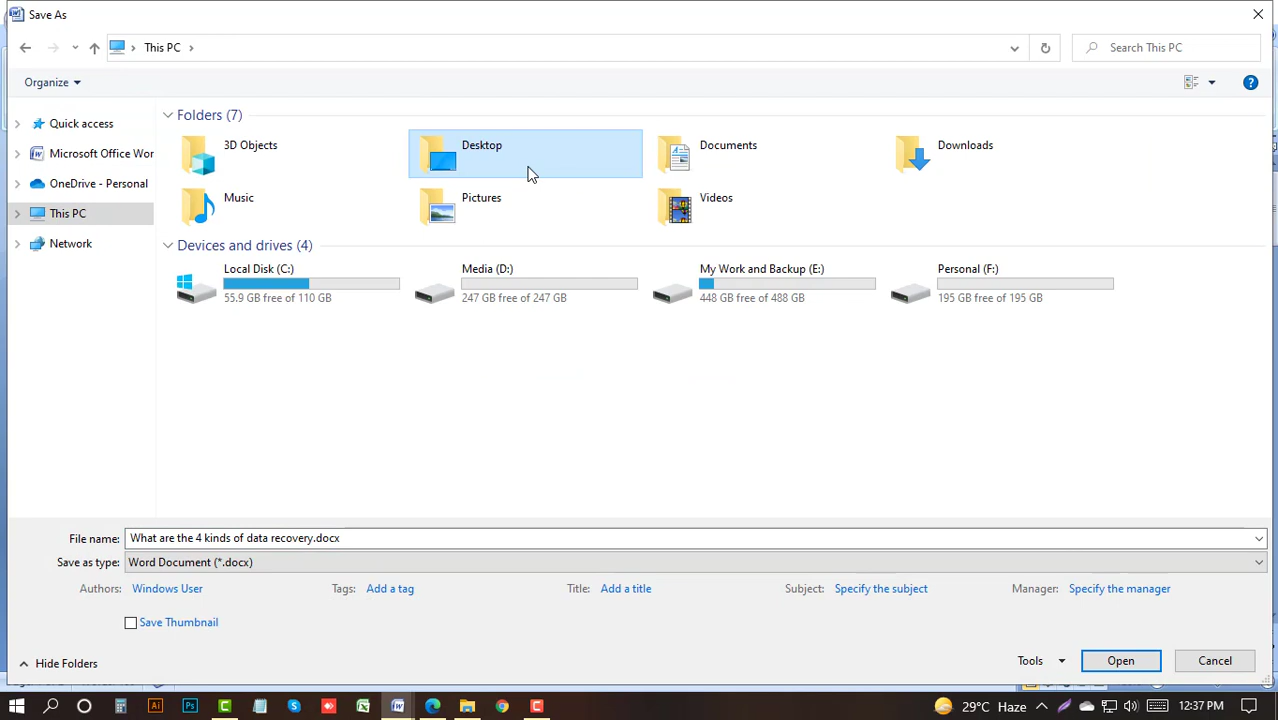 Save As
This PC
Search This PC
Organize
Quick access
Microsoft Office Wor
OneDrive - Personal
This PC
Network
Folders (7)
3D Objects
Desktop
Documents
Downloads
Music
Pictures
Videos
Devices and drives (4)
Local Disk (C:)
55.9 GB free of 110 GB
Media (D:)
247 GB free of 247 GB
My Work and Backup (E:)
448 GB free of 488 GB
Personal (F:)
195 GB free of 195 GB
File name: What are the 4 kinds of data recovery.docx
Save as type: Word Document (*.docx)
Authors: Windows User
Tags: Add a tag
Title: Add a title
Subject: Specify the subject
Manager: Specify the manager
Save Thumbnail
Hide Folders
Tools
Open
Cancel
29°C Haze
12:37 PM